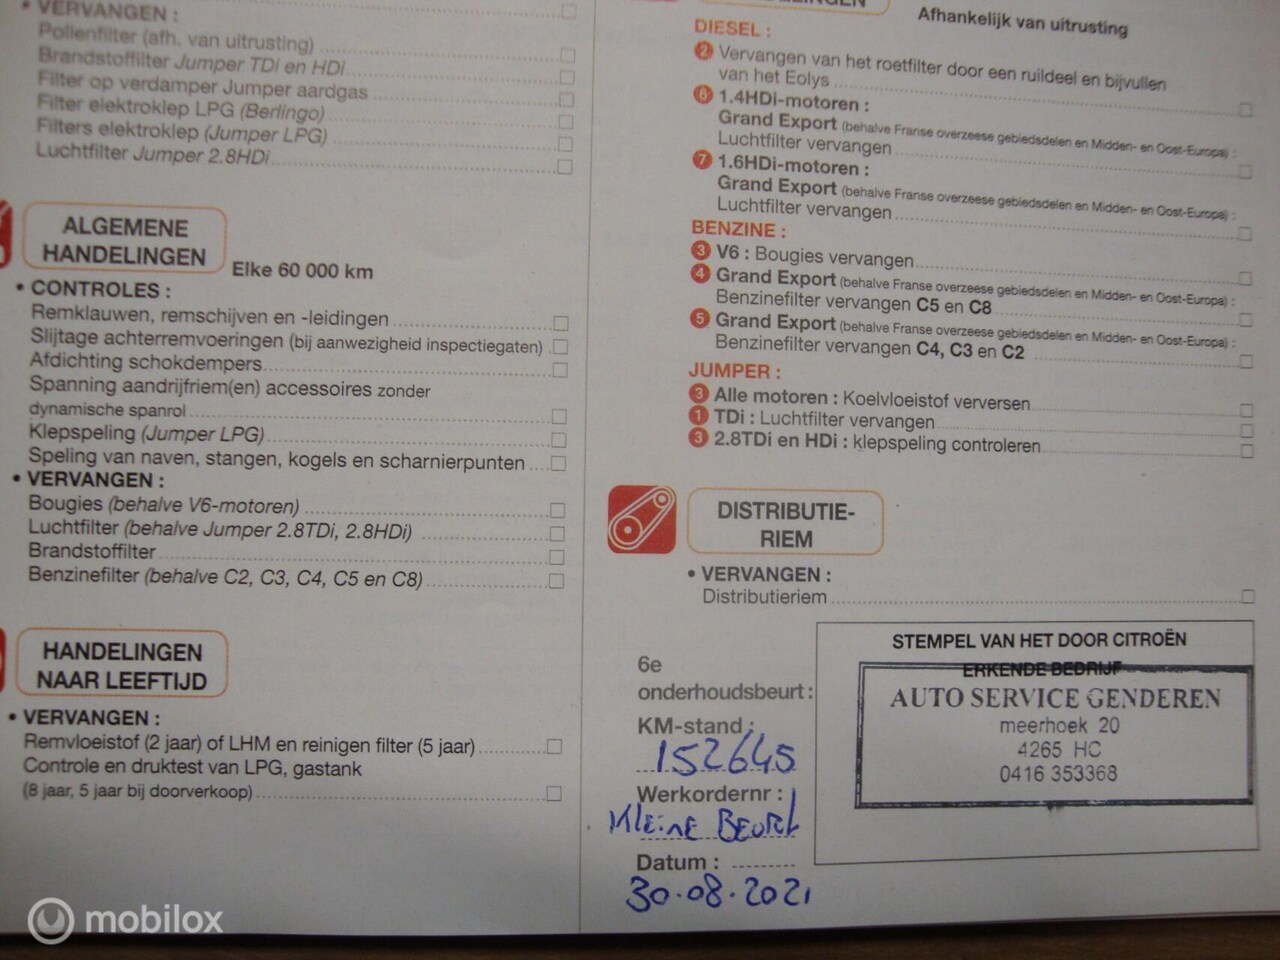 • VERVANGEN :
Pollenfilter (afh. van uitrusting)
Brandstoffilter Jumper TDi en HDi
Filter op verdamper Jumper aardgas
Filter elektroklep LPG (Berlingo)
Filters elektroklep (Jumper LPG)
Luchtfilter Jumper 2.8HDi
ALGEMENE
HANDELINGEN
Elke 60 000 km
• CONTROLES :
Remklauwen, remschijven en -leidingen
Slijtage achterremvoeringen (bij aanwezigheid inspectiegaten)
Afdichting schokdempers
Spanning aandrijfriem(en) accessoires zonder
dynamische spanrol
Klepspeling (Jumper LPG)
Speling van naven, stangen, kogels en scharnierpunten
• VERVANGEN :
Bougies (behalve V6-motoren)
Luchtfilter (behalve Jumper 2.8TDi, 2.8HDi)
Brandstoffilter
Benzinefilter (behalve C2, C3, C4, C5 en C8)
HANDELINGEN
NAAR LEEFTIJD
• VERVANGEN :
Remvloeistof (2 jaar) of LHM en reinigen filter (5 jaar)
Controle en druktest van LPG, gastank
(8 jaar, 5 jaar bij doorverkoop)
Afhankelijk van uitrusting
DIESEL :
2 Vervangen van het roetfilter door een ruildeel en bijvullen
van het Eolys
6 1.4HDi-motoren :
Grand Export (behalve Franse overzeese gebiedsdelen en Midden- en Oost-Europa) :
Luchtfilter vervangen
7 1.6HDi-motoren :
Grand Export (behalve Franse overzeese gebiedsdelen en Midden- en Oost-Europa) :
Luchtfilter vervangen
BENZINE :
3 V6 : Bougies vervangen
4 Grand Export (behalve Franse overzeese gebiedsdelen en Midden- en Oost-Europa) :
Benzinefilter vervangen C5 en C8
5 Grand Export (behalve Franse overzeese gebiedsdelen en Midden- en Oost-Europa) :
Benzinefilter vervangen C4, C3 en C2
JUMPER :
3 Alle motoren : Koelvloeistof verversen
1 TDi : Luchtfilter vervangen
3 2.8TDi en HDi : klepspeling controleren
DISTRIBUTIE-
RIEM
• VERVANGEN :
Distributieriem
6e
onderhoudsbeurt :
KM-stand :
152645
Werkordernr :
Kleine Beurt
Datum :
30-08-2021
STEMPEL VAN HET DOOR CITROËN
ERKENDE BEDRIJF
AUTO SERVICE GENDEREN
meerhoek 20
4265 HC
0416 353368
mobilox